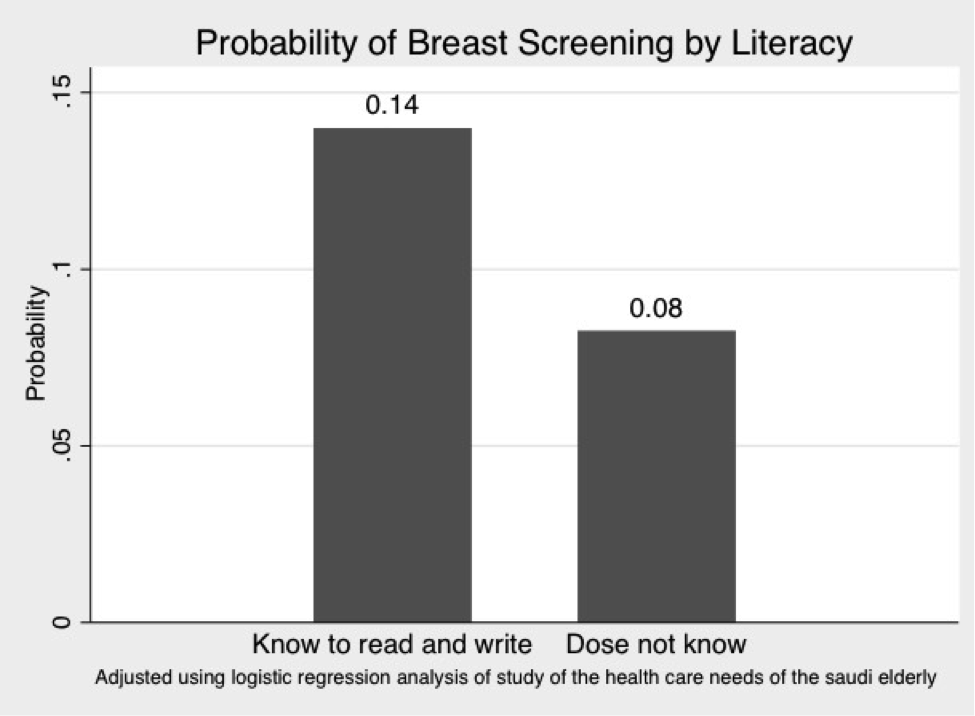 Probability of Breast Screening by Literacy
Probability
.15
.1
.05
0
0.14
0.08
Know to read and write
Dose not know
Adjusted using logistic regression analysis of study of the health care needs of the saudi elderly